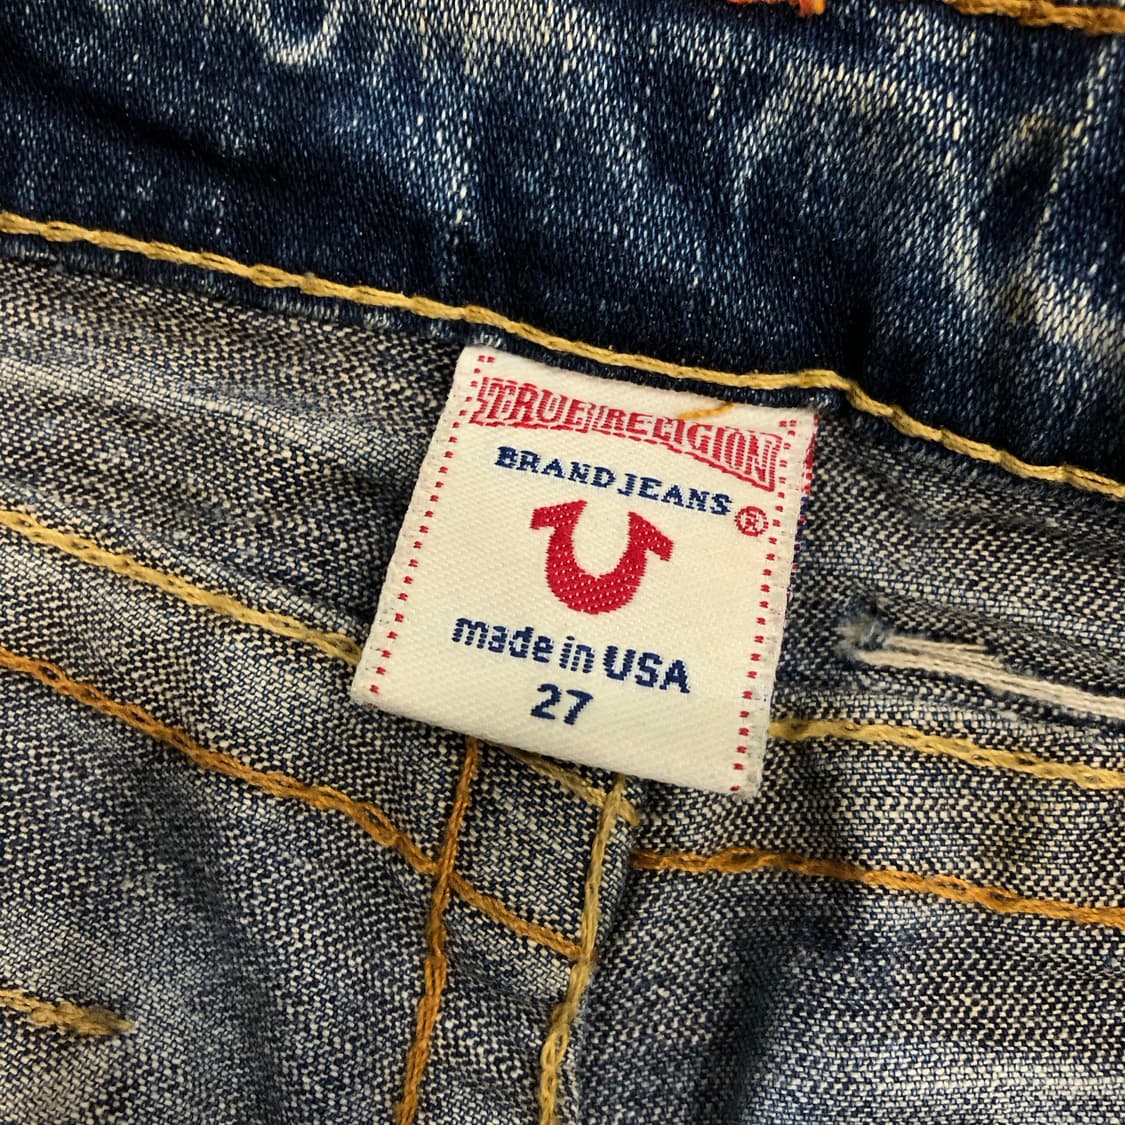 TRUE RELIGION
BRAND JEANS ®
made in USA
27